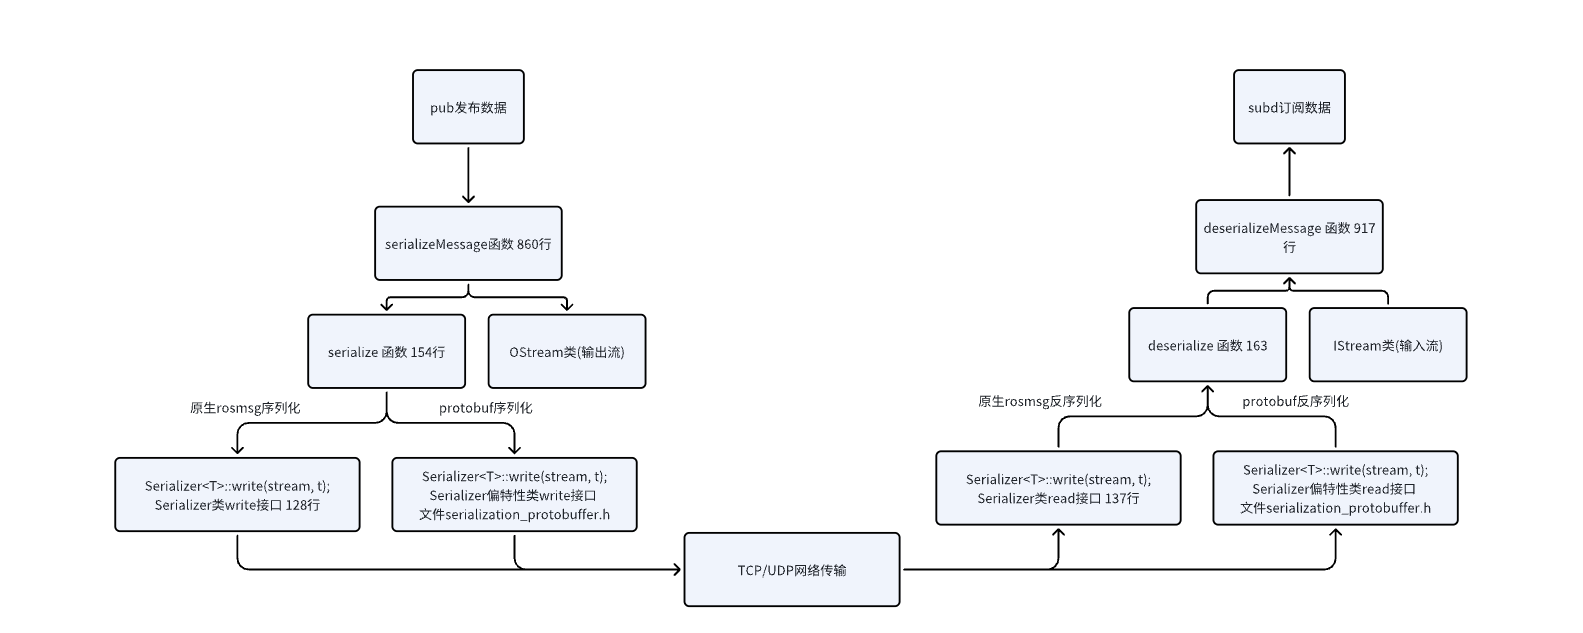 pub发布数据
subd订阅数据
serializeMessage函数 860行
deserializeMessage 函数 917
行
serialize 函数 154行
OStream类(输出流)
deserialize 函数 163
IStream类(输入流)
原生rosmsg序列化
protobuf序列化
原生rosmsg反序列化
protobuf反序列化
Serializer<T>::write(stream, t);
Serializer类write接口 128行
Serializer<T>::write(stream, t);
Serializer偏特性类write接口
文件serialization_protobuffer.h
Serializer<T>::write(stream, t);
Serializer类read接口 137行
Serializer<T>::write(stream, t);
Serializer偏特性类read接口
文件serialization_protobuffer.h
TCP/UDP网络传输